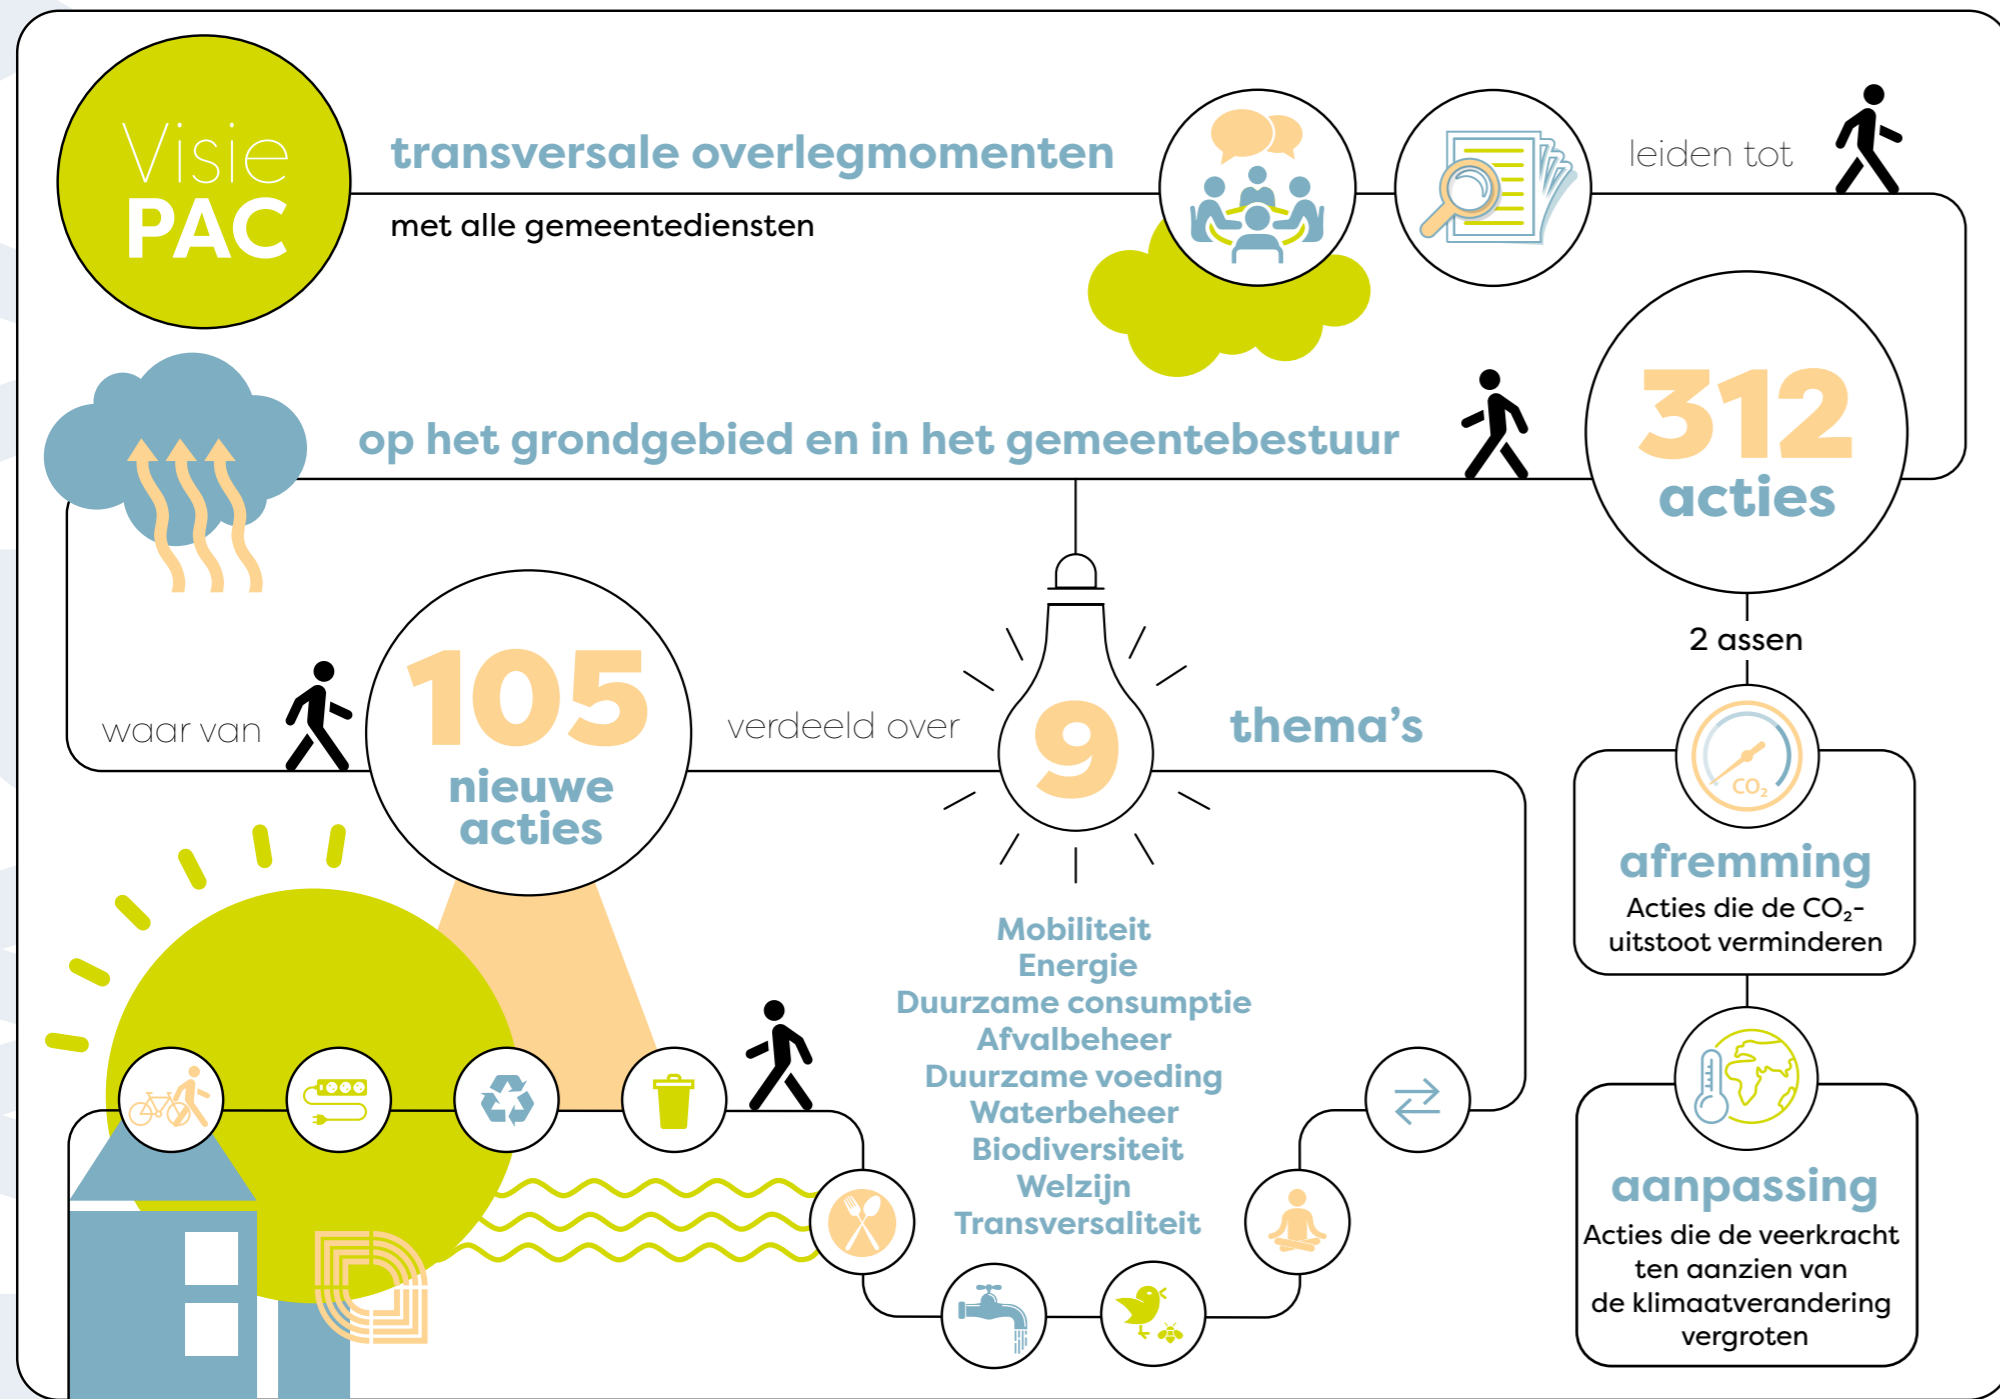 Visie
PAC
transversale overlegmomenten
met alle gemeentediensten
leiden tot
312
acties
op het grondgebied en in het gemeentebestuur
waar van
105
nieuwe
acties
verdeeld over
9
thema's
Mobiliteit
Energie
Duurzame consumptie
Afvalbeheer
Duurzame voeding
Waterbeheer
Biodiversiteit
Welzijn
Transversaliteit
2 assen
CO₂
afremming
Acties die de CO₂-
uitstoot verminderen
aanpassing
Acties die de veerkracht
ten aanzien van
de klimaatverandering
vergroten